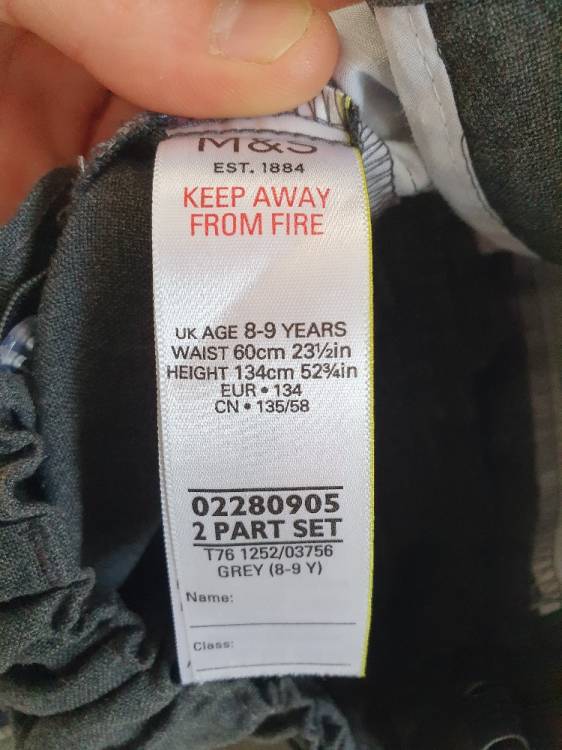 M&S
EST. 1884
KEEP AWAY
FROM FIRE
UK AGE 8-9 YEARS
WAIST 60cm 23½in
HEIGHT 134cm 52¾in
EUR • 134
CN • 135/58
02280905
2 PART SET
T76 1252/03756
GREY (8-9 Y)
Name:
Class: